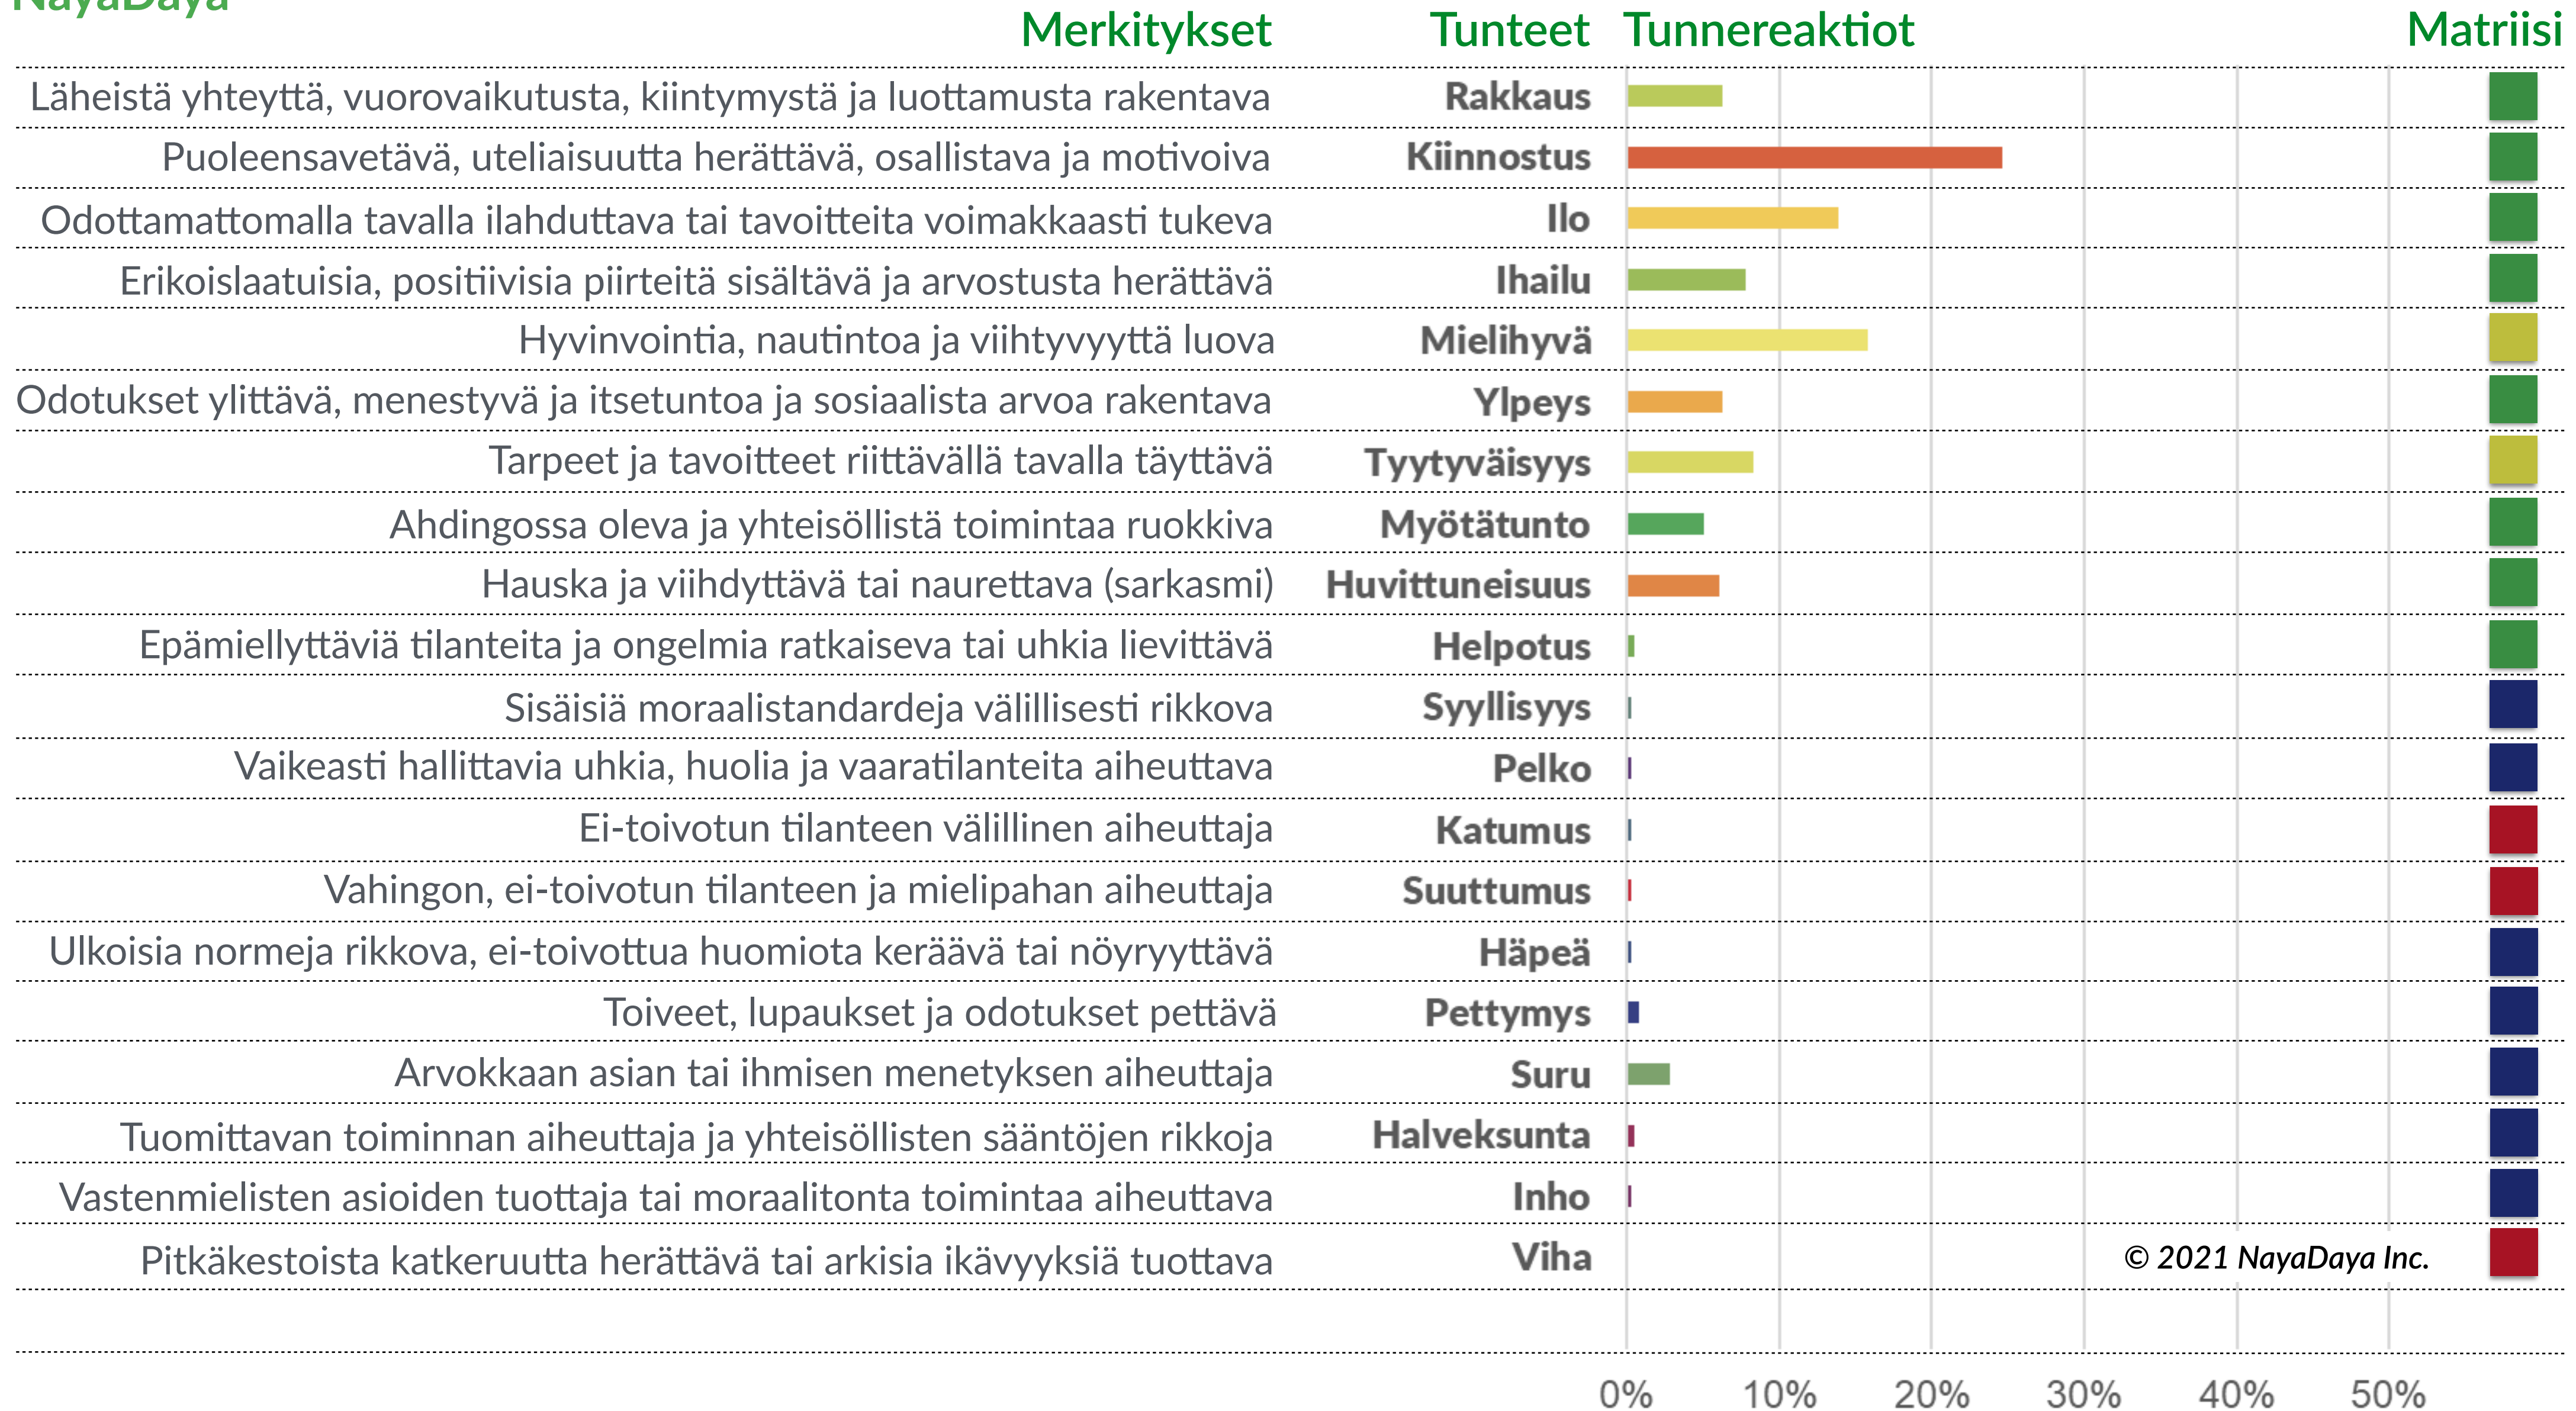 NayaDaya
Merkitykset Tunteet Tunnereaktiot Matriisi
Läheistä yhteyttä, vuorovaikutusta, kiintymystä ja luottamusta rakentava Rakkaus
Puoleensavetävä, uteliaisuutta herättävä, osallistava ja motivoiva Kiinnostus
Odottamattomalla tavalla ilahduttava tai tavoitteita voimakkaasti tukeva Ilo
Erikoislaatuisia, positiivisia piirteitä sisältävä ja arvostusta herättävä Ihailu
Hyvinvointia, nautintoa ja viihtyvyyttä luova Mielihyvä
Odotukset ylittävä, menestyvä ja itsetuntoa ja sosiaalista arvoa rakentava Ylpeys
Tarpeet ja tavoitteet riittävällä tavalla täyttävä Tyytyväisyys
Ahdingossa oleva ja yhteisöllistä toimintaa ruokkiva Myötätunto
Hauska ja viihdyttävä tai naurettava (sarkasmi) Huvittuneisuus
Epämiellyttäviä tilanteita ja ongelmia ratkaiseva tai uhkia lievittävä Helpotus
Sisäisiä moraalistandardeja välillisesti rikkova Syyllisyys
Vaikeasti hallittavia uhkia, huolia ja vaaratilanteita aiheuttava Pelko
Ei-toivotun tilanteen välillinen aiheuttaja Katumus
Vahingon, ei-toivotun tilanteen ja mielipahan aiheuttaja Suuttumus
Ulkoisia normeja rikkova, ei-toivottua huomiota keräävä tai nöyryyttävä Häpeä
Toiveet, lupaukset ja odotukset pettävä Pettymys
Arvokkaan asian tai ihmisen menetyksen aiheuttaja Suru
Tuomittavan toiminnan aiheuttaja ja yhteisöllisten sääntöjen rikkoja Halveksunta
Vastenmielisten asioiden tuottaja tai moraalitonta toimintaa aiheuttava Inho
Pitkäkestoista katkeruutta herättävä tai arkisia ikävyyksiä tuottava Viha © 2021 NayaDaya Inc.
0% 10% 20% 30% 40% 50%